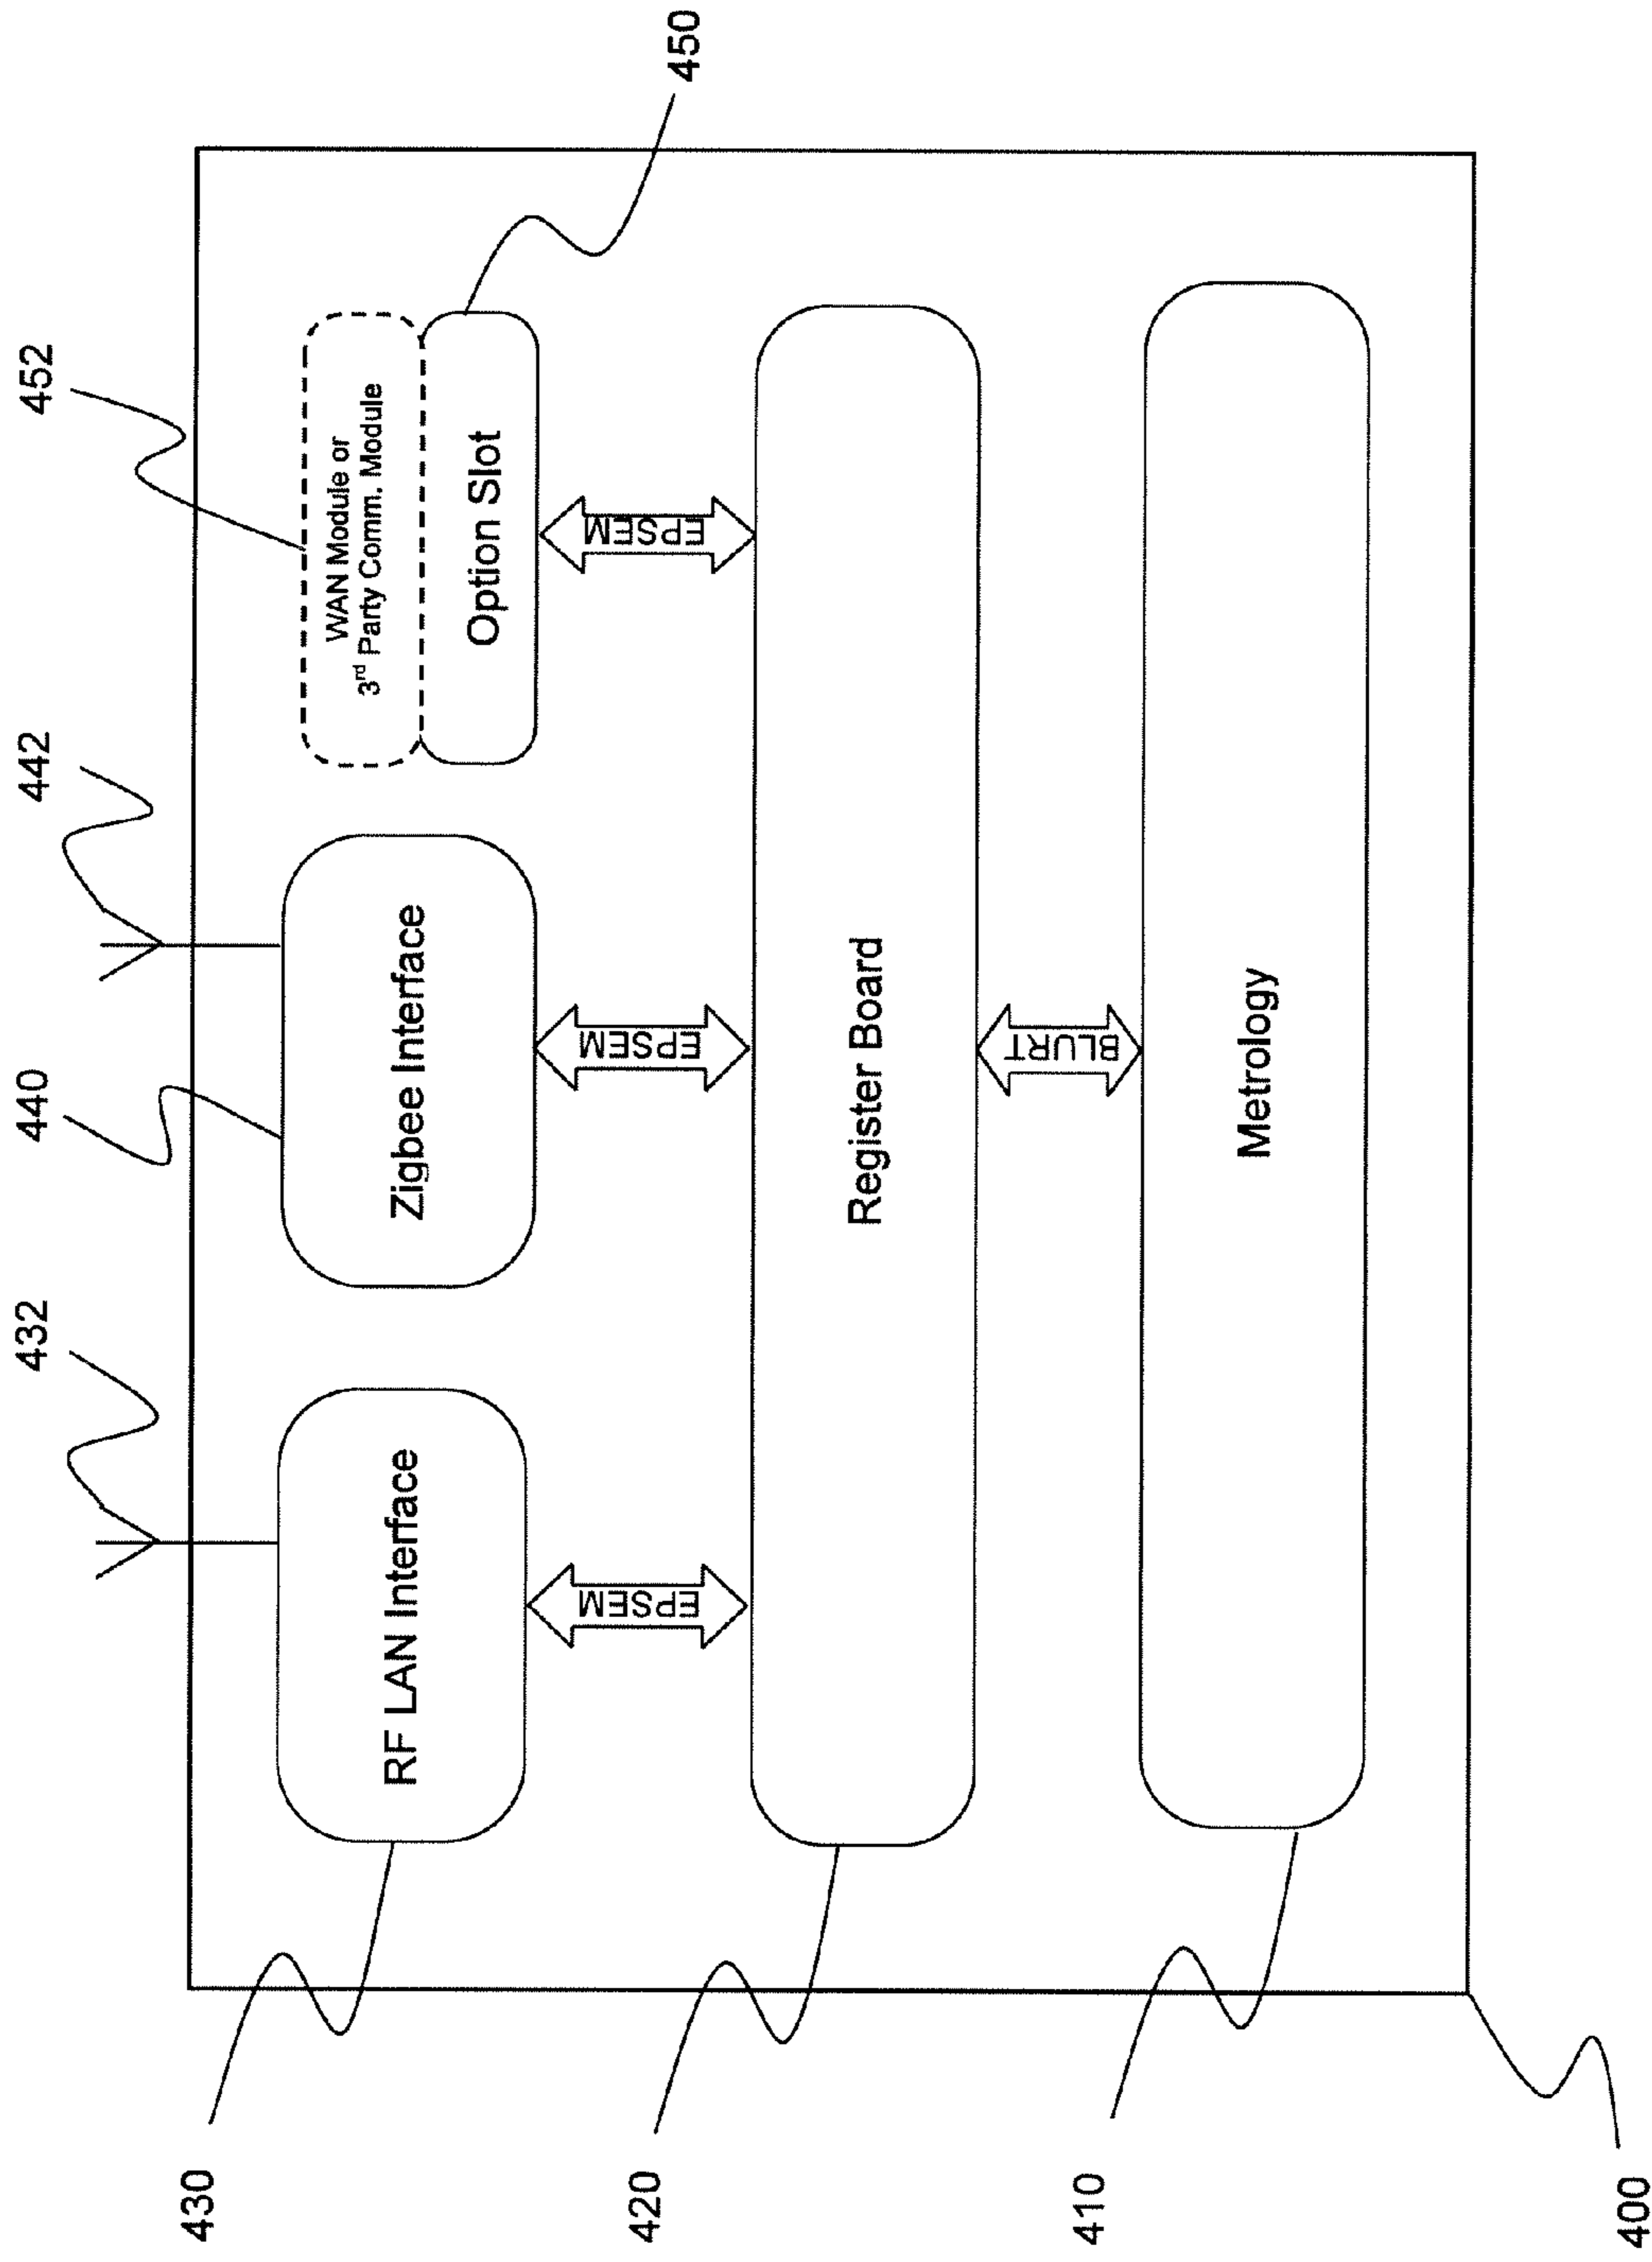 432
442
440
452
450
RF LAN Interface
Zigbee Interface
WAN Module or
3rd Party Comm. Module
Option Slot
430
EPSEM
EPSEM
EPSEM
Register Board
420
BLURT
Metrology
410
400